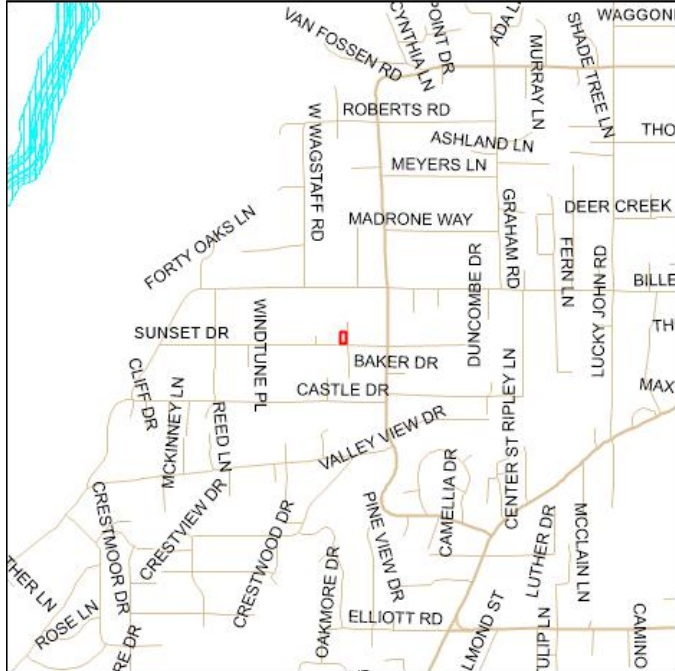 WAGGON
VAN FOSSEN RD
CYNTHIA LN
POINT DR
ADA L
MURRAY LN
SHADE TREE LN
ROBERTS RD
W WAGSTAFF RD
ASHLAND LN
THO
MEYERS LN
MADRONE WAY
GRAHAM RD
DEER CREEK
FORTY OAKS LN
FERN LN
LUCKY JOHN RD
DUNCOMBE DR
BILLE
SUNSET DR
WINDTUNE PL
TH
BAKER DR
CASTLE DR
MAX
CLIFF DR
MCKINNEY LN
REED LN
CENTER ST
RIPLEY LN
VALLEY VIEW DR
CAMELLIA DR
CRESTMOOR DR
CRESTVIEW DR
CRESTWOOD DR
PINE VIEW DR
LUTHER DR
MCCLAIN LN
THER LN
ROSE LN
OAKMORE DR
ELLIOTT RD
LMOND ST
ULIP LN
CAMINO
RE DR